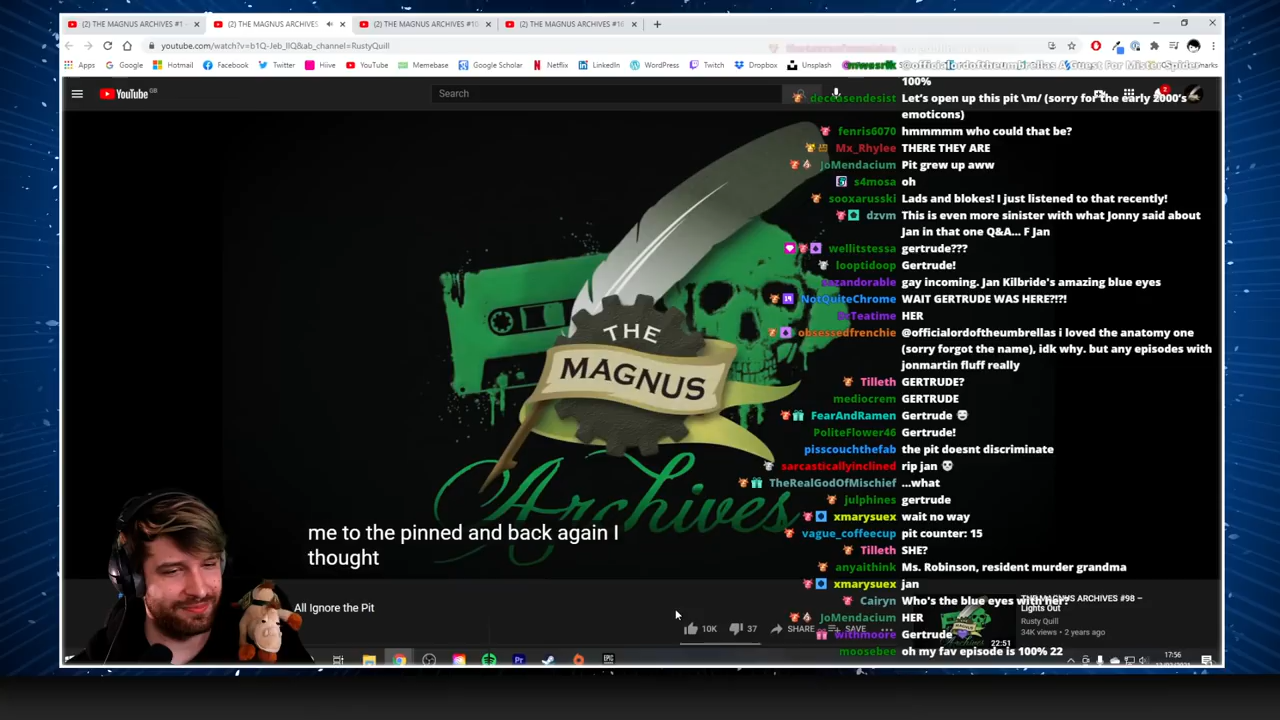 (2) THE MAGNUS ARCHIVES #1 -
(2) THE MAGNUS ARCHIVES
(2) THE MAGNUS ARCHIVES #10
(2) THE MAGNUS ARCHIVES #16
youtube.com/watch?v=b1Q-Jeb_IIQ&ab_channel=RustyQuill
Apps
Google
Hotmail
Facebook
Twitter
Hive
YouTube
Memebase
Google Scholar
Netflix
LinkedIn
WordPress
Twitch
Dropbox
Unsplash
YouTube GB
Search
2
100%
deceasendesist Let's open up this pit \m/ (sorry for the early 2000's
emoticons)
fenris6070 hmmmmm who could that be?
Mx_Rhylee THERE THEY ARE
JoMendacium Pit grew up aww
s4mosa oh
sooxarusski Lads and blokes! I just listened to that recently!
dzvm This is even more sinister with what Jonny said about
Jan in that one Q&A... F Jan
wellitstessa gertrude???
looptidoop Gertrude!
gay incoming. Jan Kilbride's amazing blue eyes
NotQuiteChrome WAIT GERTRUDE WAS HERE?!?!
HER
obsessedfrenchie @officialordoftheumbrellas i loved the anatomy one
(sorry forgot the name), idk why. but any episodes with
jonmartin fluff really
Tilleth GERTRUDE?
mediocrem GERTRUDE
FearAndRamen Gertrude
PoliteFlower46 Gertrude!
pisscouchthefab the pit doesnt discriminate
sarcasticallyinclined rip jan
TheRealGodOfMischief ...what
julphines gertrude
xmarysuex wait no way
vague_coffeecup pit counter: 15
Tilleth SHE?
anyaithink Ms. Robinson, resident murder grandma
xmarysuex jan
Cairyn Who's the blue eyes with her?
JoMendacium HER
withmoore Gertrude
moosebee oh my fav episode is 100% 22
THE
MAGNUS
Archives
me to the pinned and back again I
thought
All Ignore the Pit
10K
37
SHARE
SAVE
THE MAGNUS ARCHIVES #98 –
Lights Out
Rusty Quill
34K views • 2 years ago
22:51
17:56